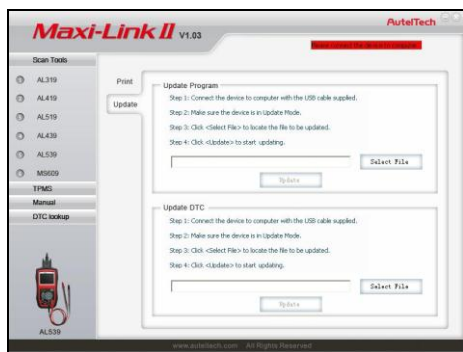 AutelTech
Maxi-Link II V1.03
Please connect the device to computer.
Scan Tools
AL319
AL419
AL519
AL439
AL539
MS609
TPMS
Manual
DTC lookup
AL539
Print
Update
Update Program
Step 1: Connect the device to computer with the USB cable supplied.
Step 2: Make sure the device is in Update Mode.
Step 3: Click <Select File> to locate the file to be updated.
Step 4: Click <Update> to start updating.
Select File
Update
Update DTC
Step 1: Connect the device to computer with the USB cable supplied.
Step 2: Make sure the device is in Update Mode.
Step 3: Click <Select File> to locate the file to be updated.
Step 4: Click <Update> to start updating.
Select File
Update
www.auteltech.com All Rights Reserved